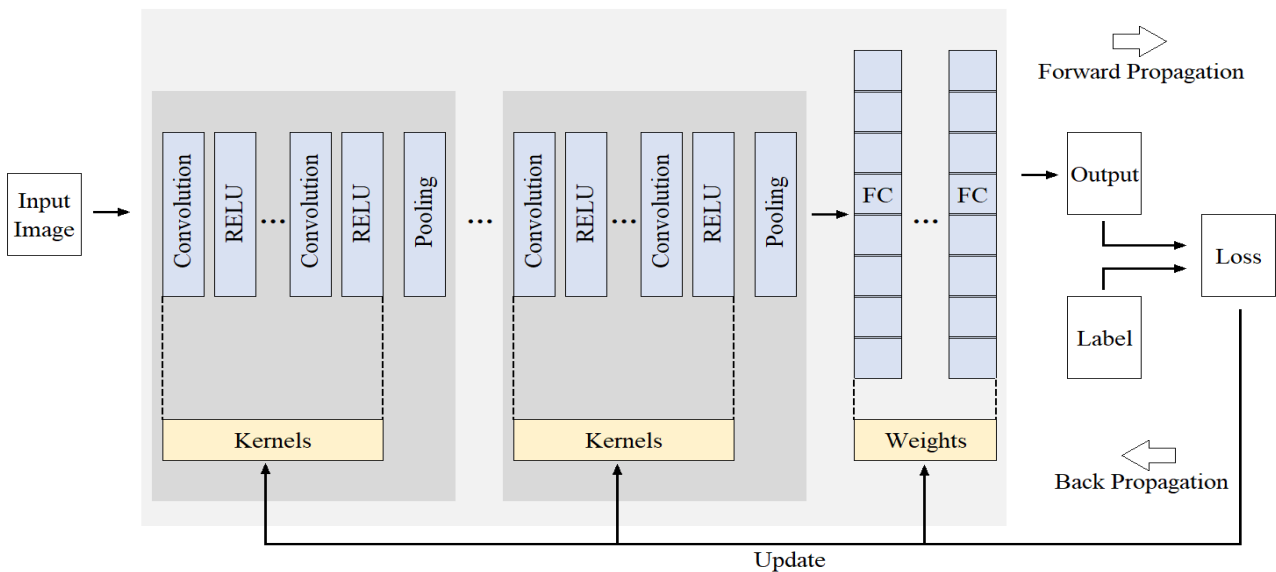 Forward Propagation
Input
Image
Convolution
RELU
...
Convolution
RELU
Pooling
...
Convolution
RELU
...
Convolution
RELU
Pooling
FC
...
FC
Output
Loss
Label
Kernels
Kernels
Weights
Back Propagation
Update